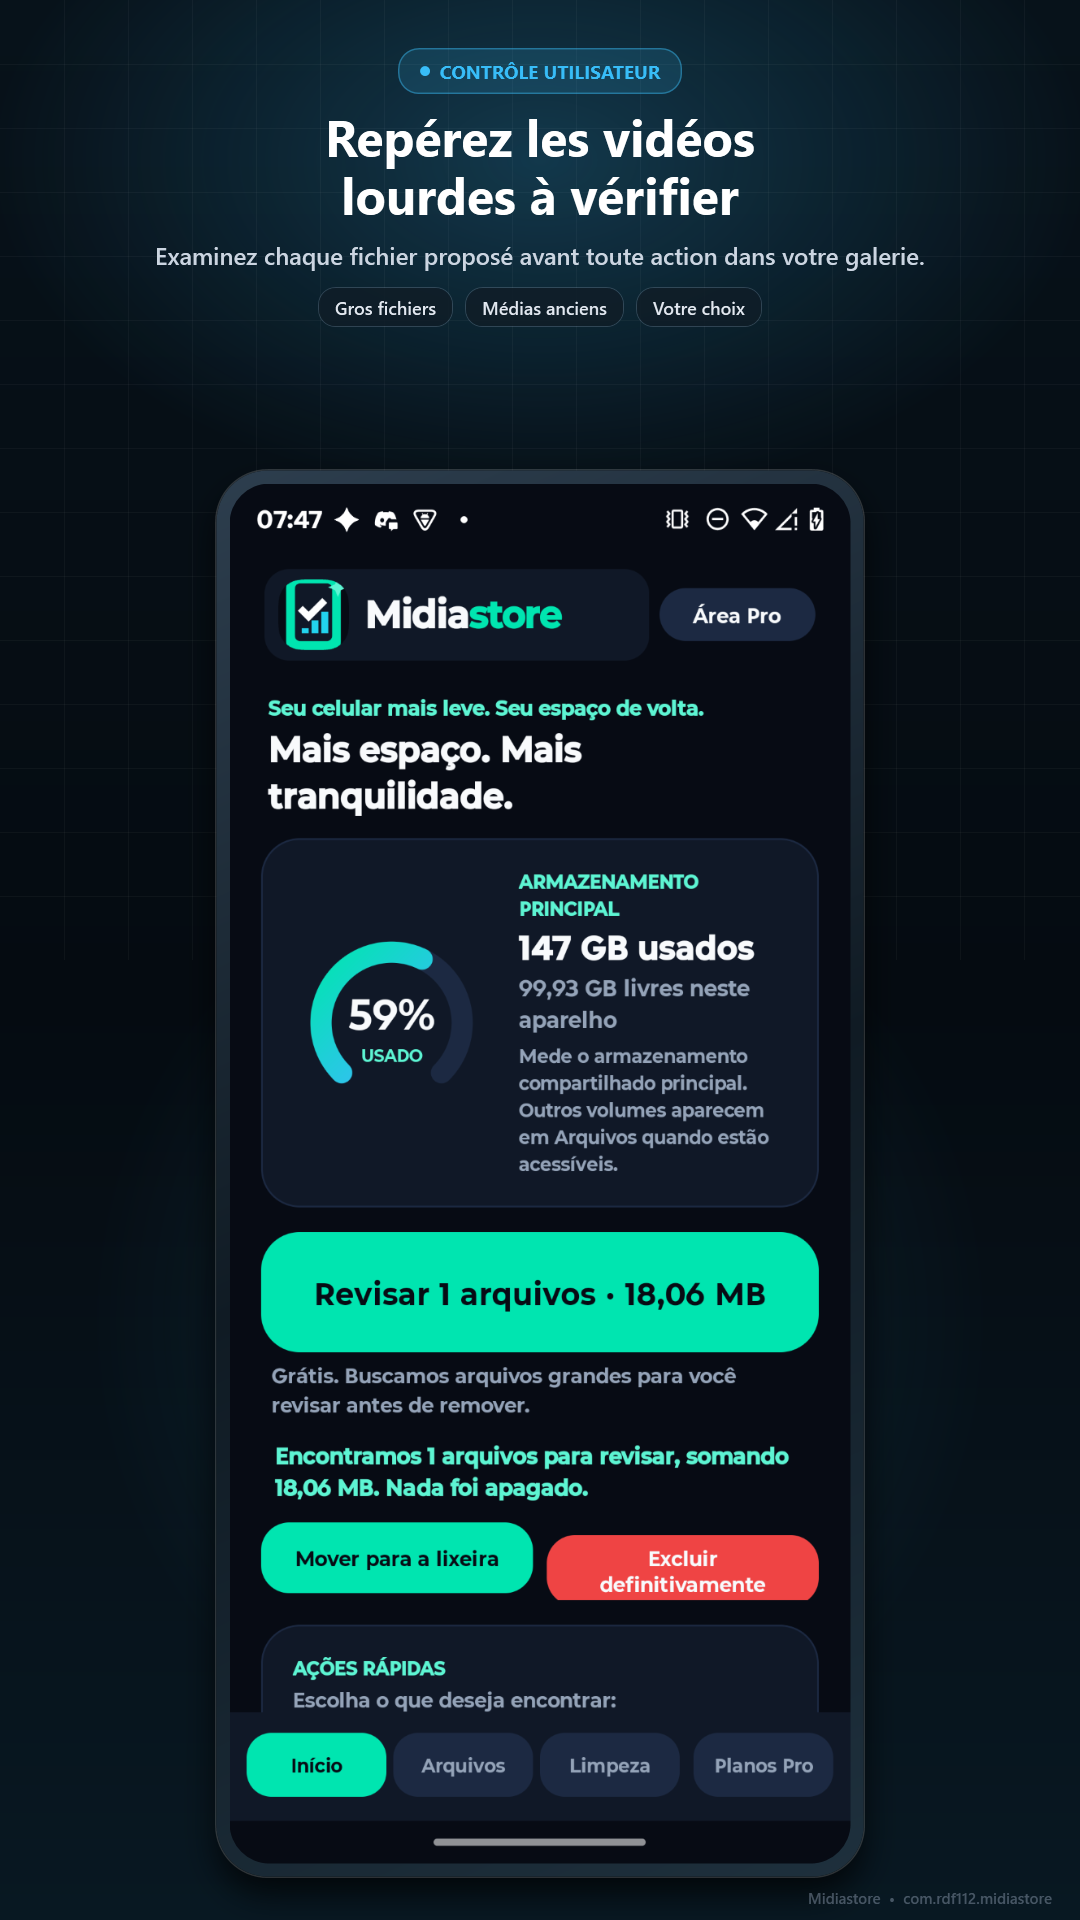 CONTRÔLE UTILISATEUR
Repérez les vidéos
lourdes à vérifier
Examinez chaque fichier proposé avant toute action dans votre galerie.
Gros fichiers
Médias anciens
Votre choix
07:47
Midiastore
Área Pro
Seu celular mais leve. Seu espaço de volta.
Mais espaço. Mais
tranquilidade.
59%
USADO
ARMAZENAMENTO
PRINCIPAL
147 GB usados
99,93 GB livres neste
aparelho
Mede o armazenamento
compartilhado principal.
Outros volumes aparecem
em Arquivos quando estão
acessíveis.
Revisar 1 arquivos · 18,06 MB
Grátis. Buscamos arquivos grandes para você
revisar antes de remover.
Encontramos 1 arquivos para revisar, somando
18,06 MB. Nada foi apagado.
Mover para a lixeira
Excluir
definitivamente
AÇÕES RÁPIDAS
Escolha o que deseja encontrar:
Início
Arquivos
Limpeza
Planos Pro
Midiastore • com.rdf112.midiastore